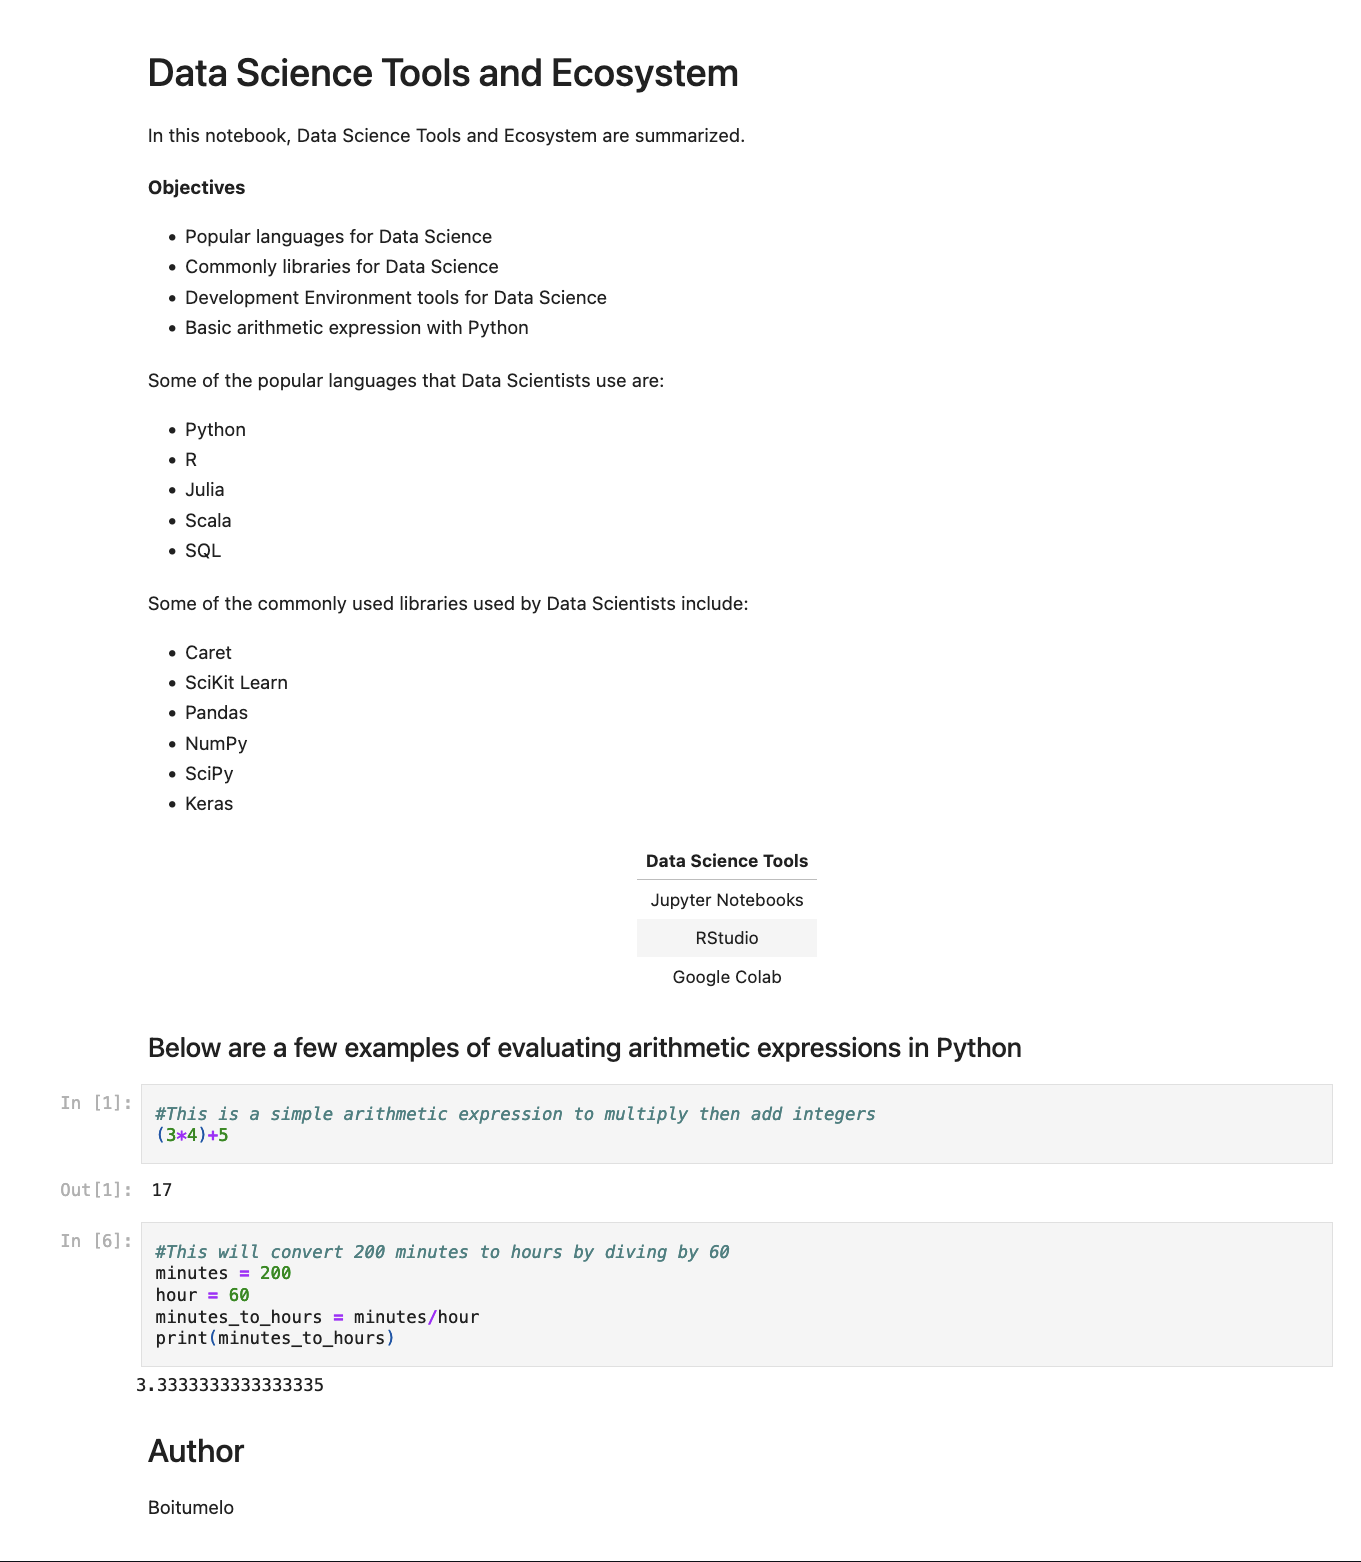 Data Science Tools and Ecosystem
In this notebook, Data Science Tools and Ecosystem are summarized.
Objectives
• Popular languages for Data Science
• Commonly libraries for Data Science
• Development Environment tools for Data Science
• Basic arithmetic expression with Python
Some of the popular languages that Data Scientists use are:
• Python
• R
• Julia
• Scala
• SQL
Some of the commonly used libraries used by Data Scientists include:
• Caret
• SciKit Learn
• Pandas
• NumPy
• SciPy
• Keras
Data Science Tools
Jupyter Notebooks
RStudio
Google Colab
Below are a few examples of evaluating arithmetic expressions in Python
In [1]: #This is a simple arithmetic expression to multiply then add integers
(3*4)+5
Out[1]: 17
In [6]: #This will convert 200 minutes to hours by diving by 60
minutes = 200
hour = 60
minutes_to_hours = minutes/hour
print(minutes_to_hours)
3.3333333333333335
Author
Boitumelo